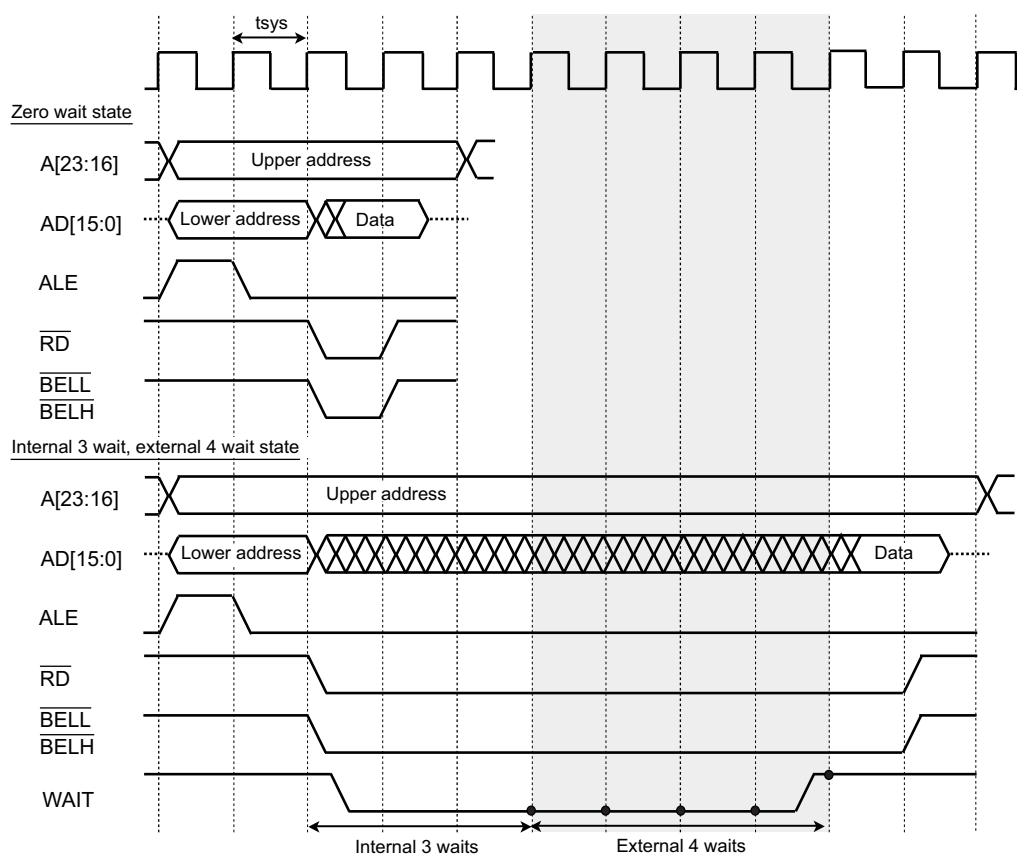 tsys
Zero wait state
A[23:16]
Upper address
AD[15:0]
Lower address
Data
ALE
RD
BELL
BELH
Internal 3 wait, external 4 wait state
A[23:16]
Upper address
AD[15:0]
Lower address
Data
ALE
RD
BELL
BELH
WAIT
Internal 3 waits
External 4 waits